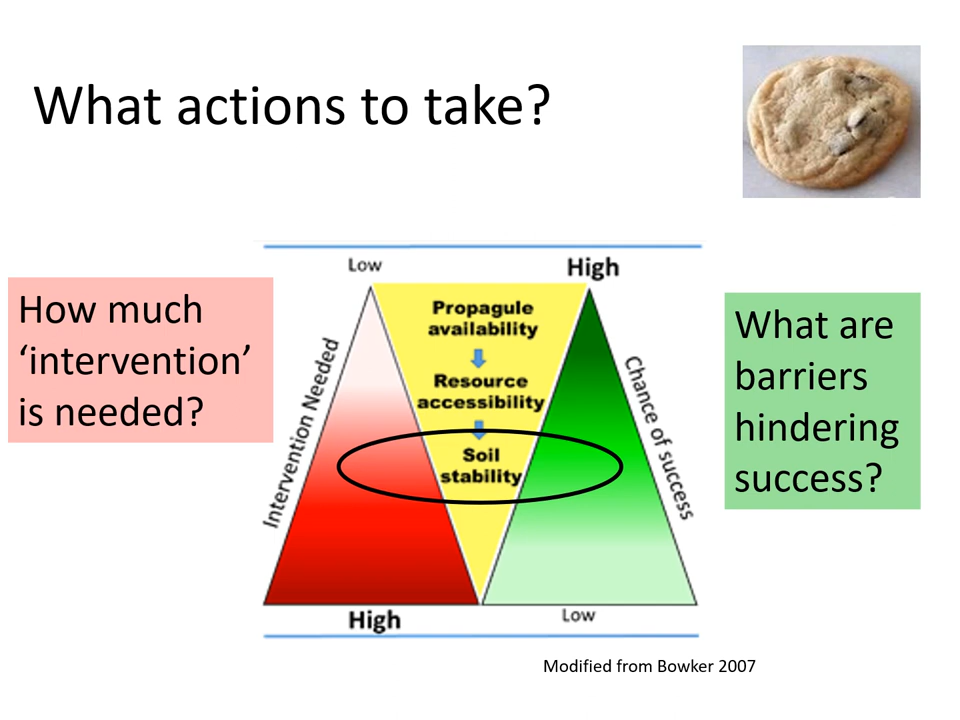 What actions to take?
Low
High
How much
‘intervention’
is needed?
Intervention Needed
Propagule
availability
Resource
accessibility
Soil
stability
Chance of success
What are
barriers
hindering
success?
High
Low
Modified from Bowker 2007